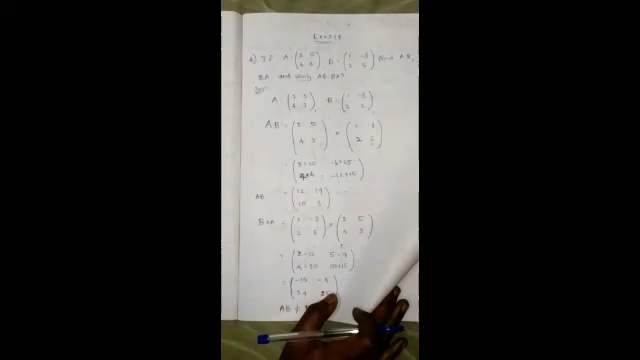 Exercise
4) If A = (2 5 B = (1 -3 Find AB,
4 3) 2 5)
BA and verify AB = BA?
Sol:
A (2 5 B = (1 -3
4 3) 2 5)
AB = (2 5 × (1 -3
4 3) 2 5)
= (2+10 -6+25
4+6 -12+15)
AB = (12 19
10 3)
B×A = (1 -3 × (2 5
2 5) 4 3)
= (2-12 5-9
4+20 10+15)
= (-10 -4
24
AB ≠